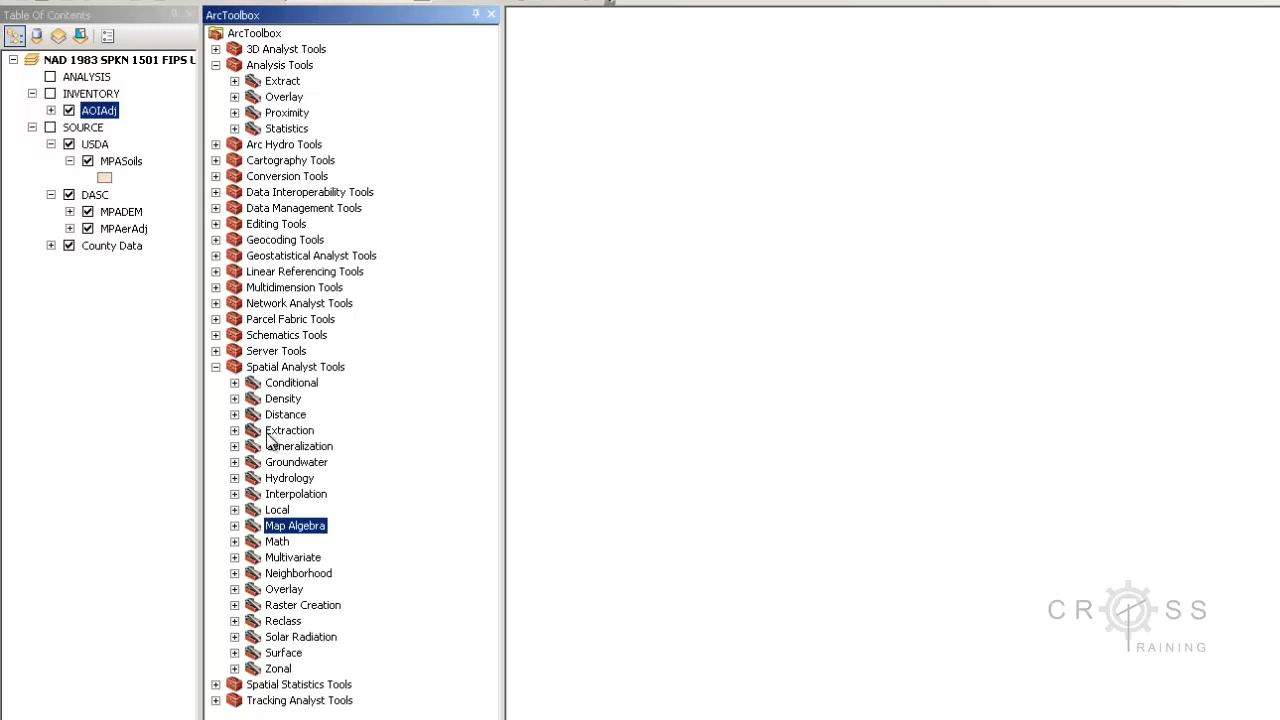 Table Of Contents
NAD 1983 SPKN 1501 FIPS U
ANALYSIS
INVENTORY
AOIAdj
SOURCE
USDA
MPASoils
DASC
MPADEM
MPAerAdj
County Data
ArcToolbox
ArcToolbox
3D Analyst Tools
Analysis Tools
Extract
Overlay
Proximity
Statistics
Arc Hydro Tools
Cartography Tools
Conversion Tools
Data Interoperability Tools
Data Management Tools
Editing Tools
Geocoding Tools
Geostatistical Analyst Tools
Linear Referencing Tools
Multidimension Tools
Network Analyst Tools
Parcel Fabric Tools
Schematics Tools
Server Tools
Spatial Analyst Tools
Conditional
Density
Distance
Extraction
Generalization
Groundwater
Hydrology
Interpolation
Local
Map Algebra
Math
Multivariate
Neighborhood
Overlay
Raster Creation
Reclass
Solar Radiation
Surface
Zonal
Spatial Statistics Tools
Tracking Analyst Tools
CROSS
TRAINING